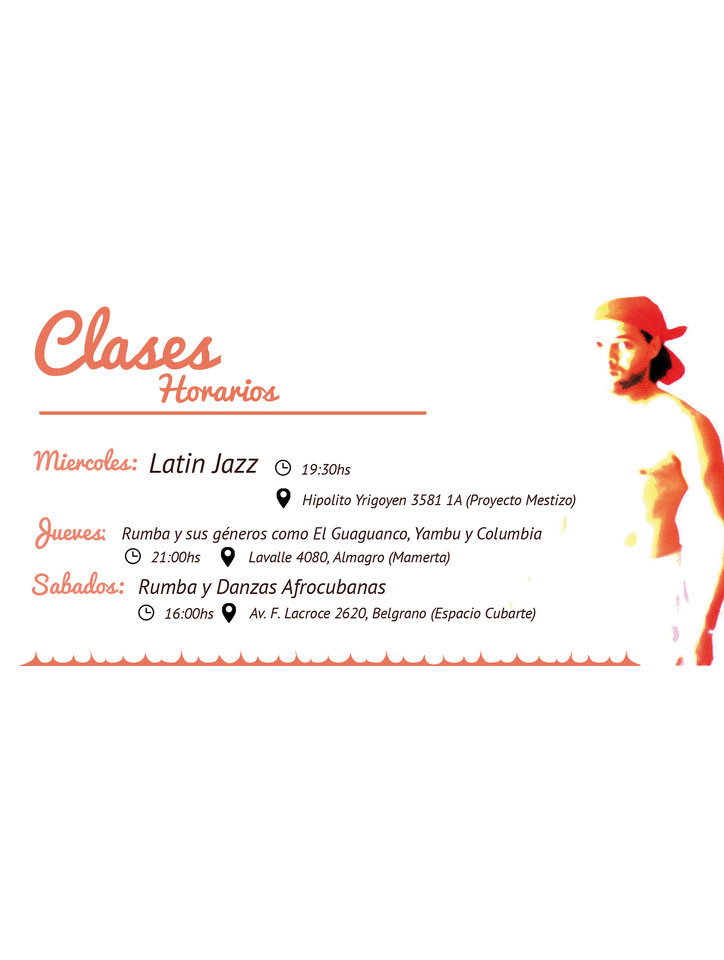 Clases
Horarios
Miercoles: Latin Jazz 19:30hs
Hipolito Yrigoyen 3581 1A (Proyecto Mestizo)
Jueves: Rumba y sus géneros como El Guaguanco, Yambu y Columbia
21:00hs Lavalle 4080, Almagro (Mamerta)
Sabados: Rumba y Danzas Afrocubanas
16:00hs Av. F. Lacroce 2620, Belgrano (Espacio Cubarte)